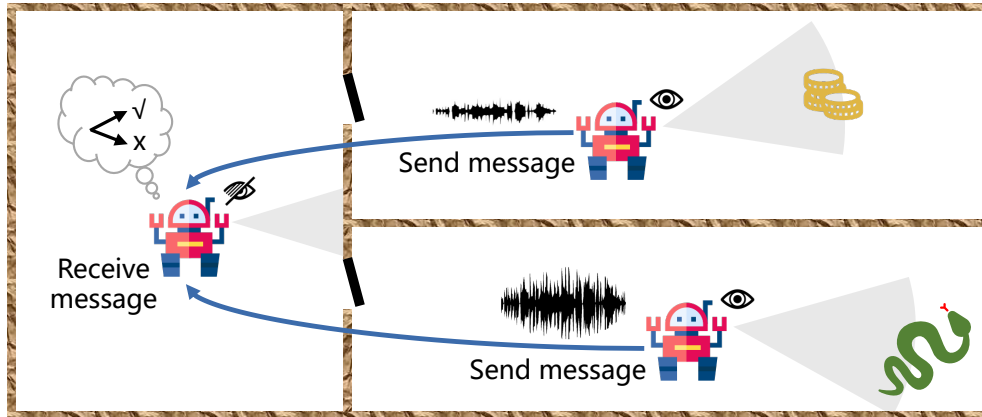 √
x
Send message
Receive
message
Send message